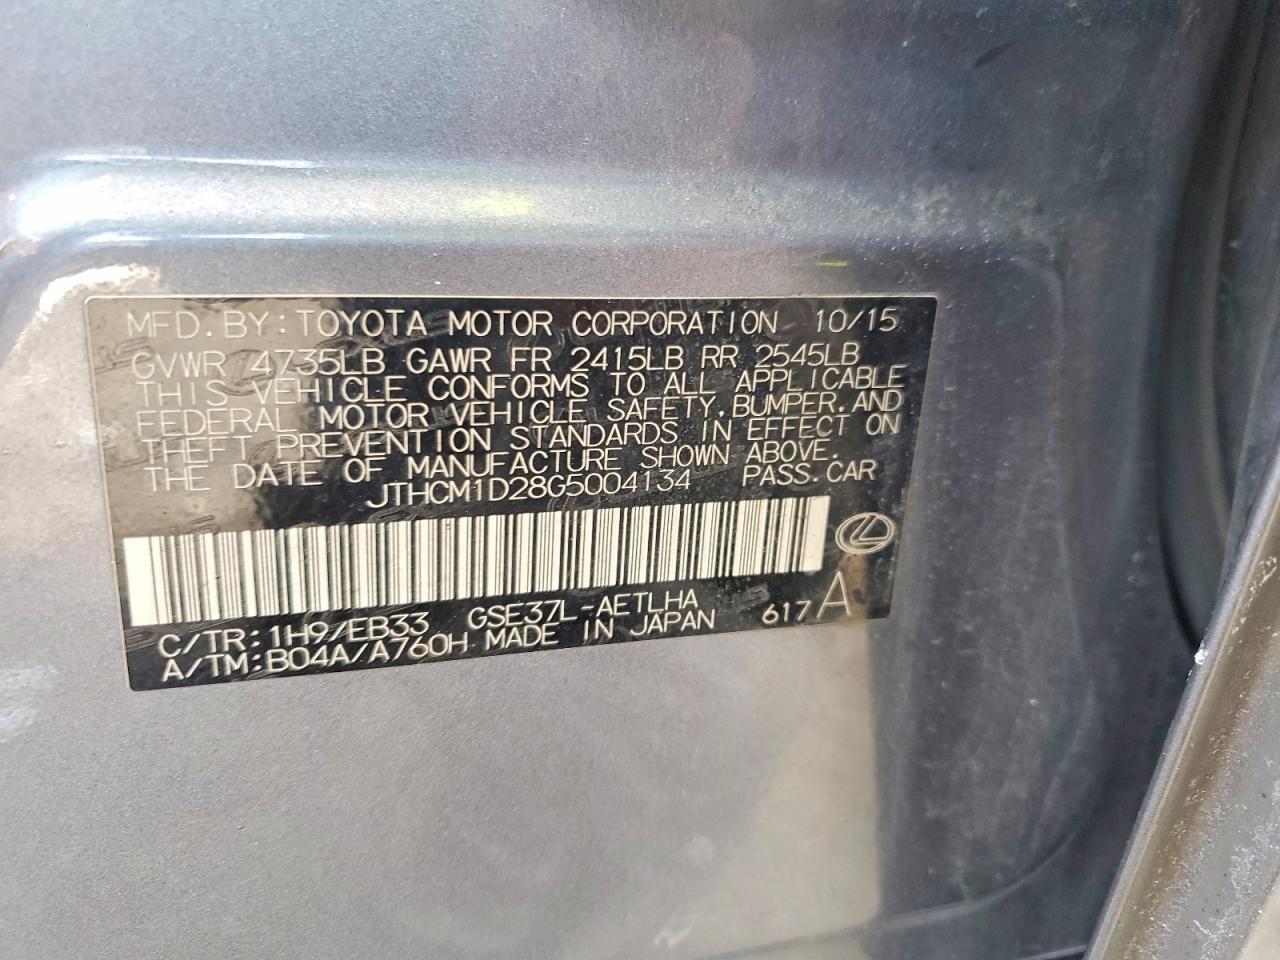 MFD. BY: TOYOTA MOTOR CORPORATION 10/15
GVWR 4735LB GAWR FR 2415LB RR 2545LB
THIS VEHICLE CONFORMS TO ALL APPLICABLE
FEDERAL MOTOR VEHICLE SAFETY, BUMPER, AND
THEFT PREVENTION STANDARDS IN EFFECT ON
THE DATE OF MANUFACTURE SHOWN ABOVE.
JTHCM1D28G5004134 PASS. CAR
C/TR: 1H9/EB33 GSE37L-AETLHA
A/TM: B04A/A760H MADE IN JAPAN 617 A